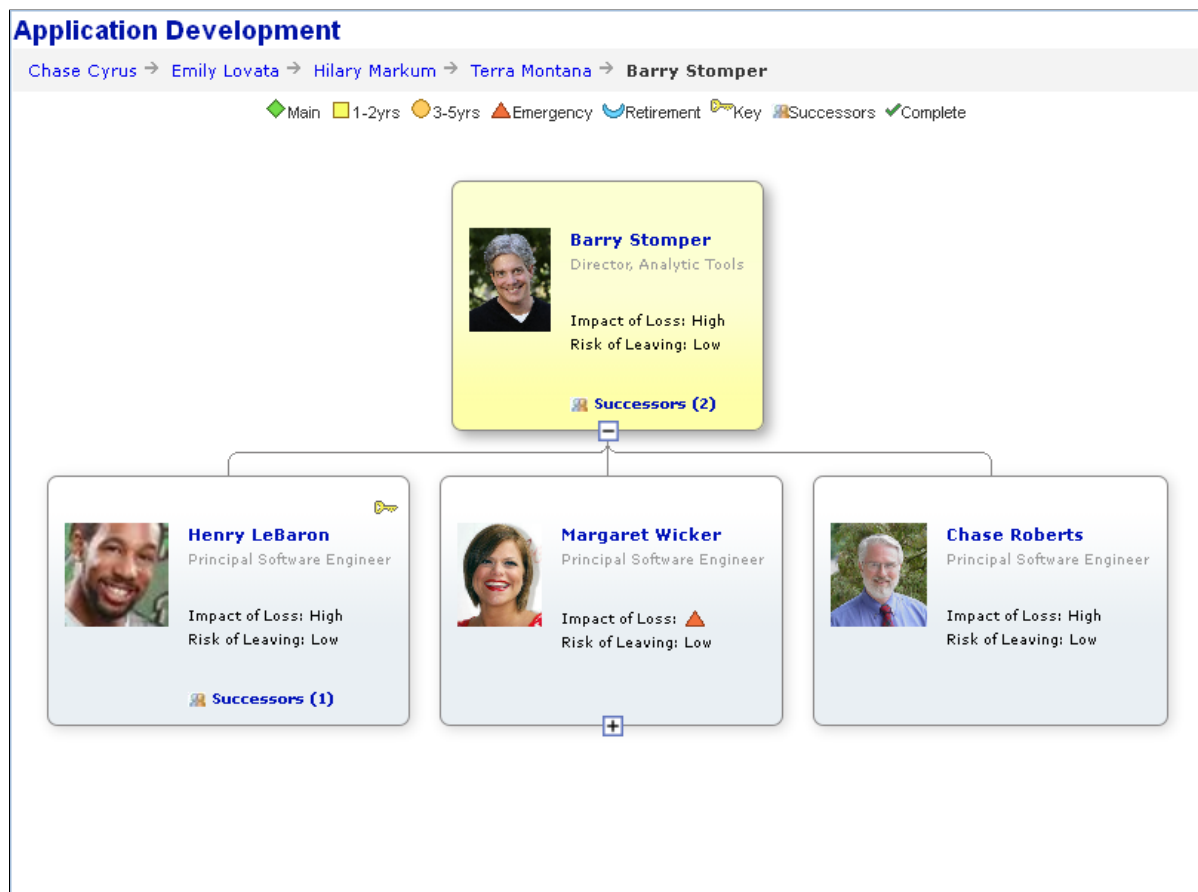 Application Development
Chase Cyrus → Emily Lovata → Hilary Markum → Terra Montana → Barry Stomper
Main 1-2yrs 3-5yrs Emergency Retirement Key Successors Complete
Barry Stomper
Director, Analytic Tools
Impact of Loss: High
Risk of Leaving: Low
Successors (2)
Henry LeBaron
Principal Software Engineer
Impact of Loss: High
Risk of Leaving: Low
Successors (1)
Margaret Wicker
Principal Software Engineer
Impact of Loss:
Risk of Leaving: Low
Chase Roberts
Principal Software Engineer
Impact of Loss: High
Risk of Leaving: Low